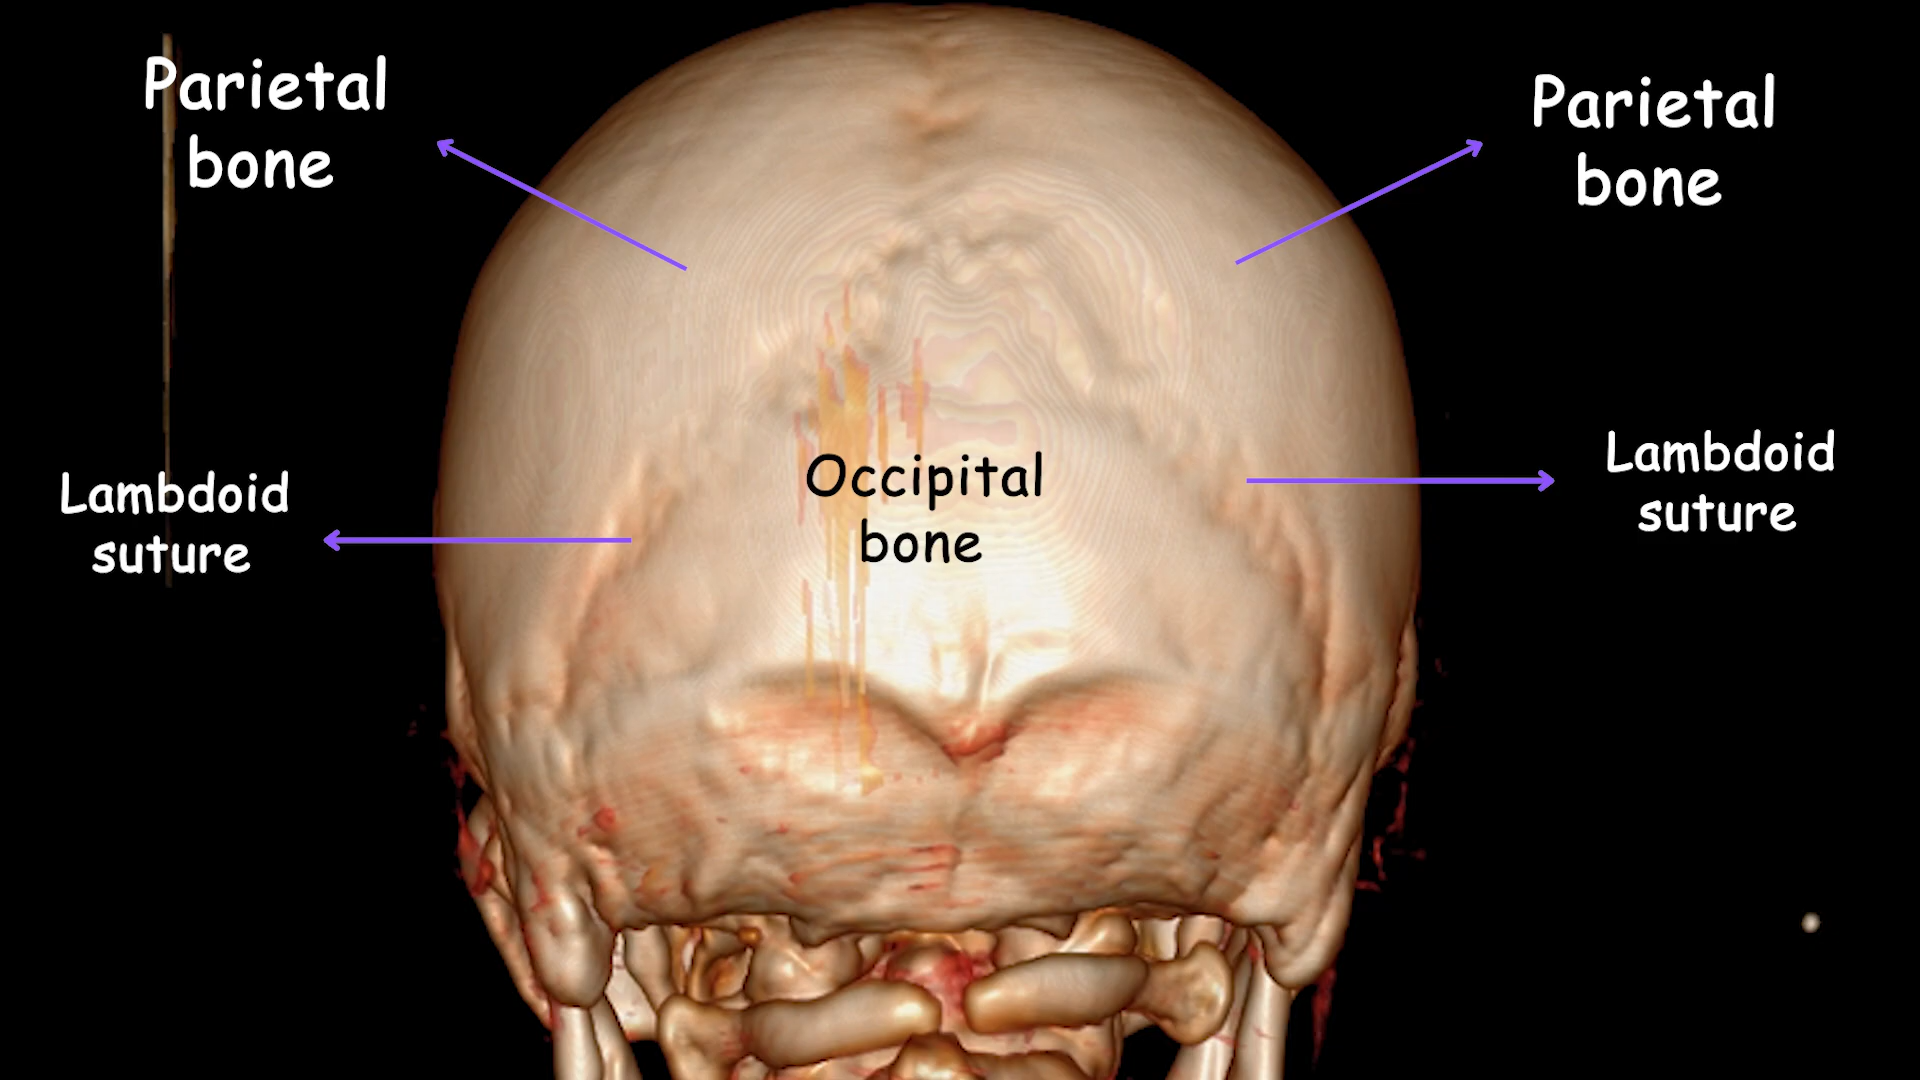 Parietal
bone
Parietal
bone
Lambdoid
suture
Occipital
bone
Lambdoid
suture